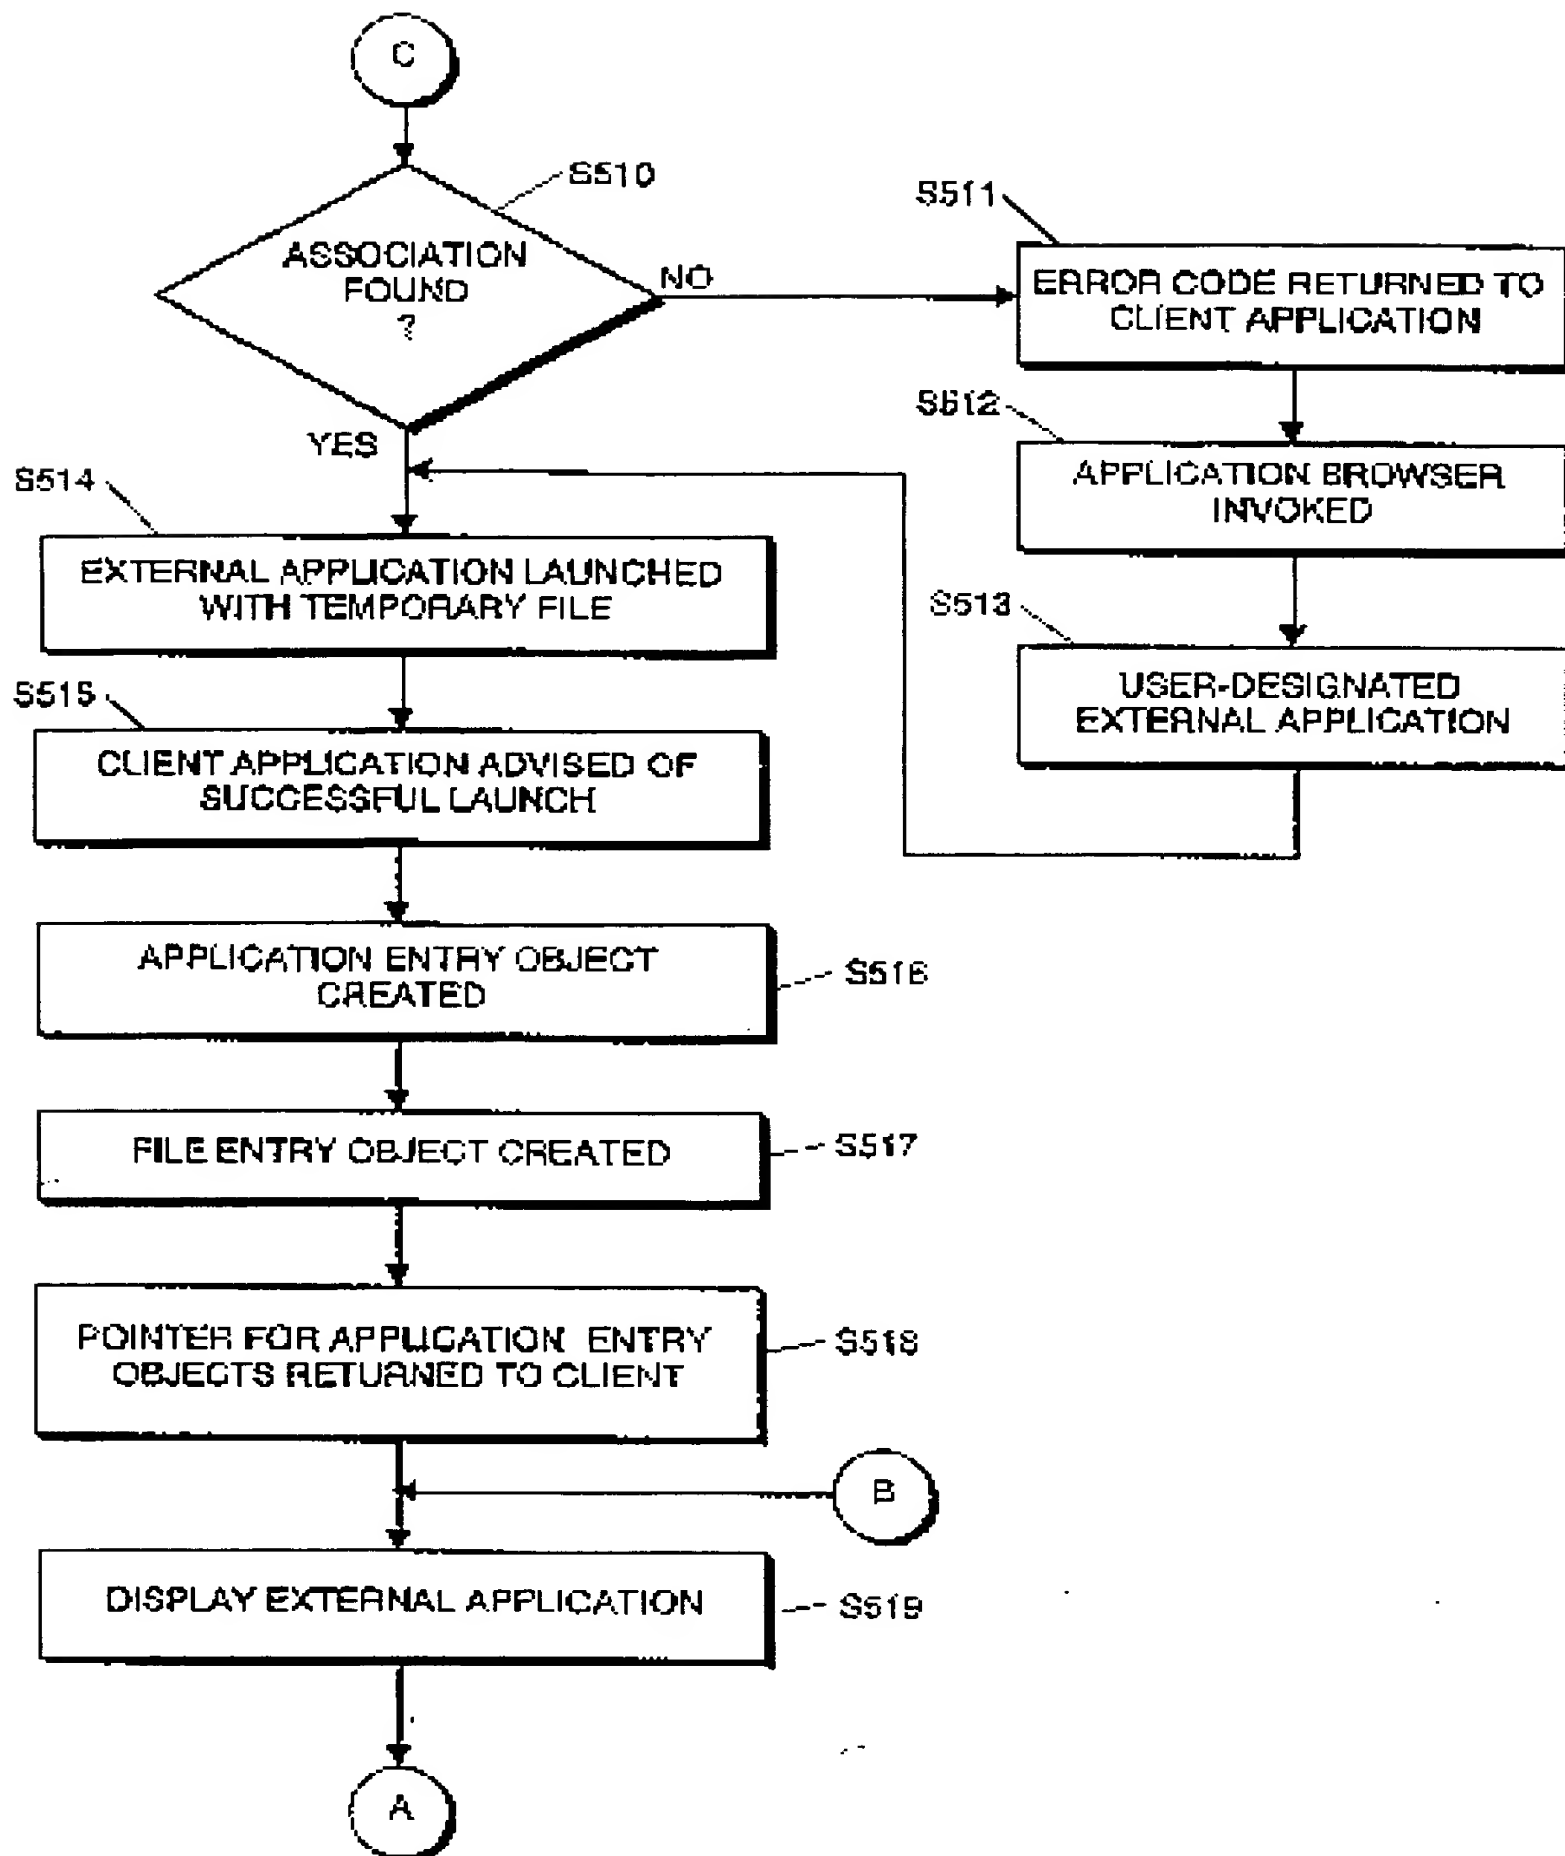 C
S510
ASSOCIATION
FOUND
?
NO
YES
S511
ERROR CODE RETURNED TO
CLIENT APPLICATION
S512
APPLICATION BROWSER
INVOKED
S513
USER-DESIGNATED
EXTERNAL APPLICATION
S514
EXTERNAL APPLICATION LAUNCHED
WITH TEMPORARY FILE
S515
CLIENT APPLICATION ADVISED OF
SUCCESSFUL LAUNCH
APPLICATION ENTRY OBJECT
CREATED
S516
FILE ENTRY OBJECT CREATED
S517
POINTER FOR APPLICATION ENTRY
OBJECTS RETURNED TO CLIENT
S518
B
DISPLAY EXTERNAL APPLICATION
S519
A